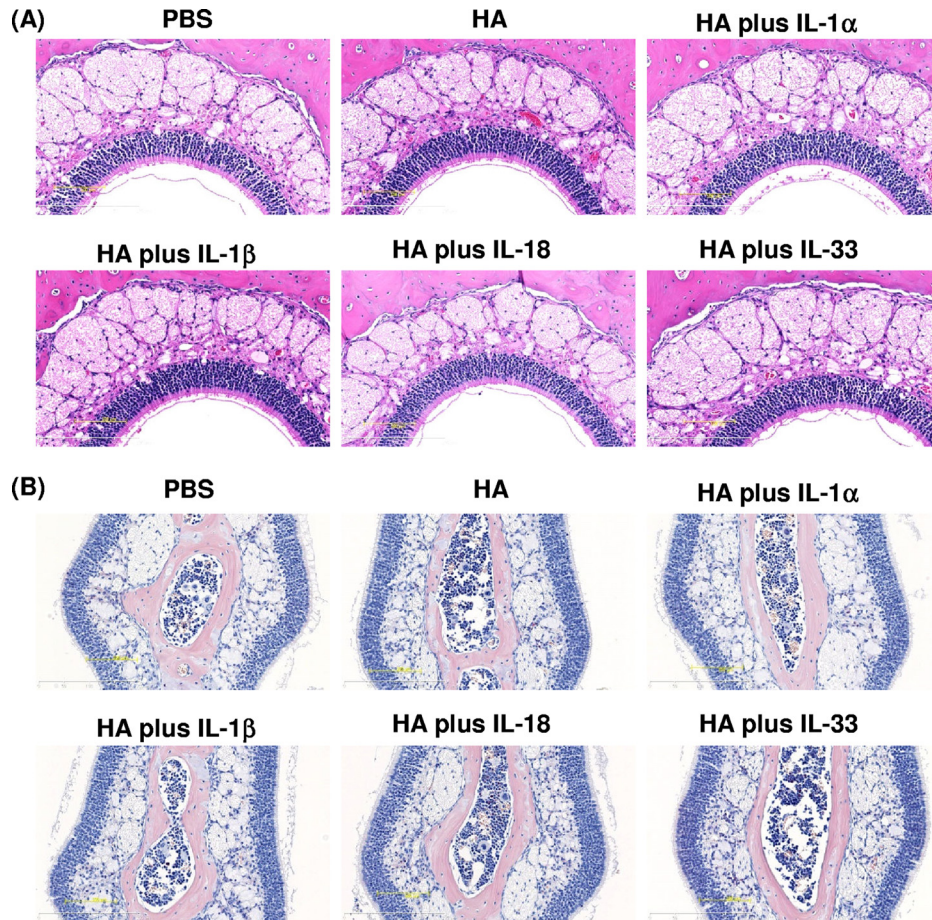 (A)
PBS
HA
HA plus IL-1α
HA plus IL-1β
HA plus IL-18
HA plus IL-33
(B)
PBS
HA
HA plus IL-1α
HA plus IL-1β
HA plus IL-18
HA plus IL-33